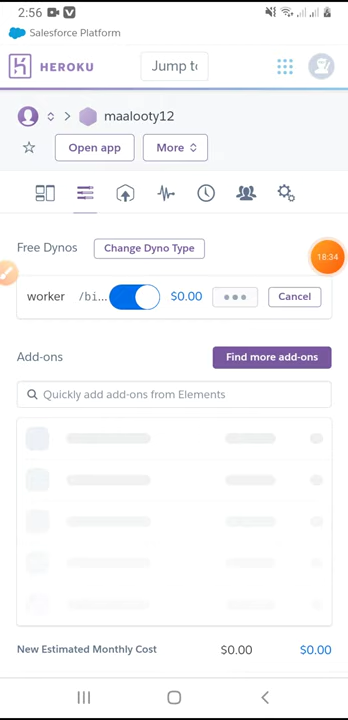 2:56
Salesforce Platform
HEROKU
Jump to
maalooty12
Open app
More
Free Dynos
Change Dyno Type
18:34
worker /bi... $0.00 Cancel
Add-ons
Find more add-ons
Quickly add add-ons from Elements
New Estimated Monthly Cost $0.00 $0.00